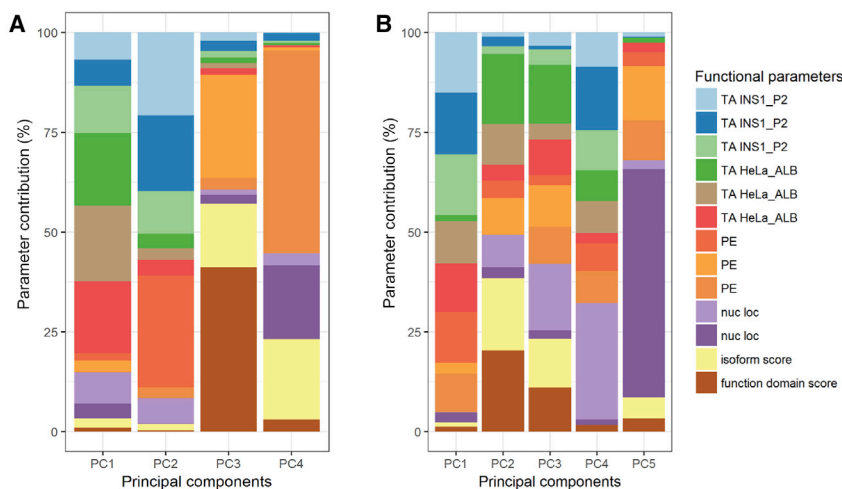 A
Parameter contribution (%)
100
75
50
25
0
PC1 PC2 PC3 PC4
Principal components
B
Parameter contribution (%)
100
75
50
25
0
PC1 PC2 PC3 PC4 PC5
Principal components
Functional parameters
TA INS1_P2
TA INS1_P2
TA INS1_P2
TA HeLa_ALB
TA HeLa_ALB
TA HeLa_ALB
PE
PE
PE
nuc loc
nuc loc
isoform score
function domain score